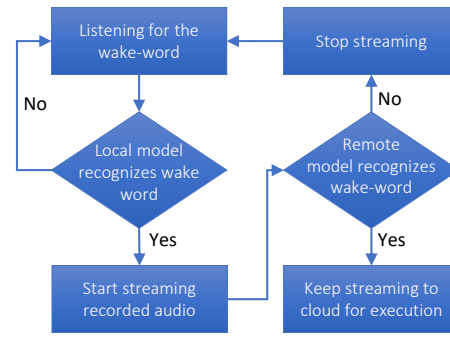 Listening for the
wake-word
Stop streaming
No
No
Local model
recognizes wake
word
Remote
model recognizes
wake-word
Yes
Yes
Start streaming
recorded audio
Keep streaming to
cloud for execution